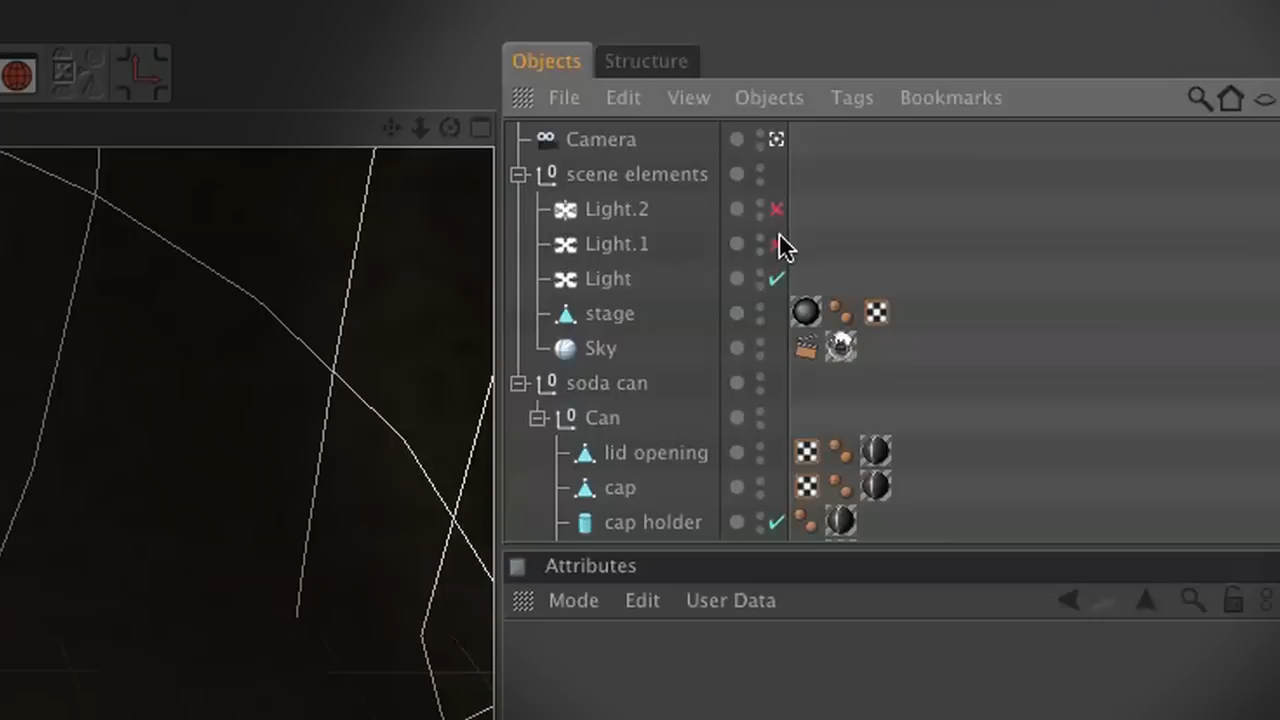 Objects Structure
File Edit View Objects Tags Bookmarks
Camera
scene elements
Light.2
Light.1
Light
stage
Sky
soda can
Can
lid opening
cap
cap holder
Attributes
Mode Edit User Data